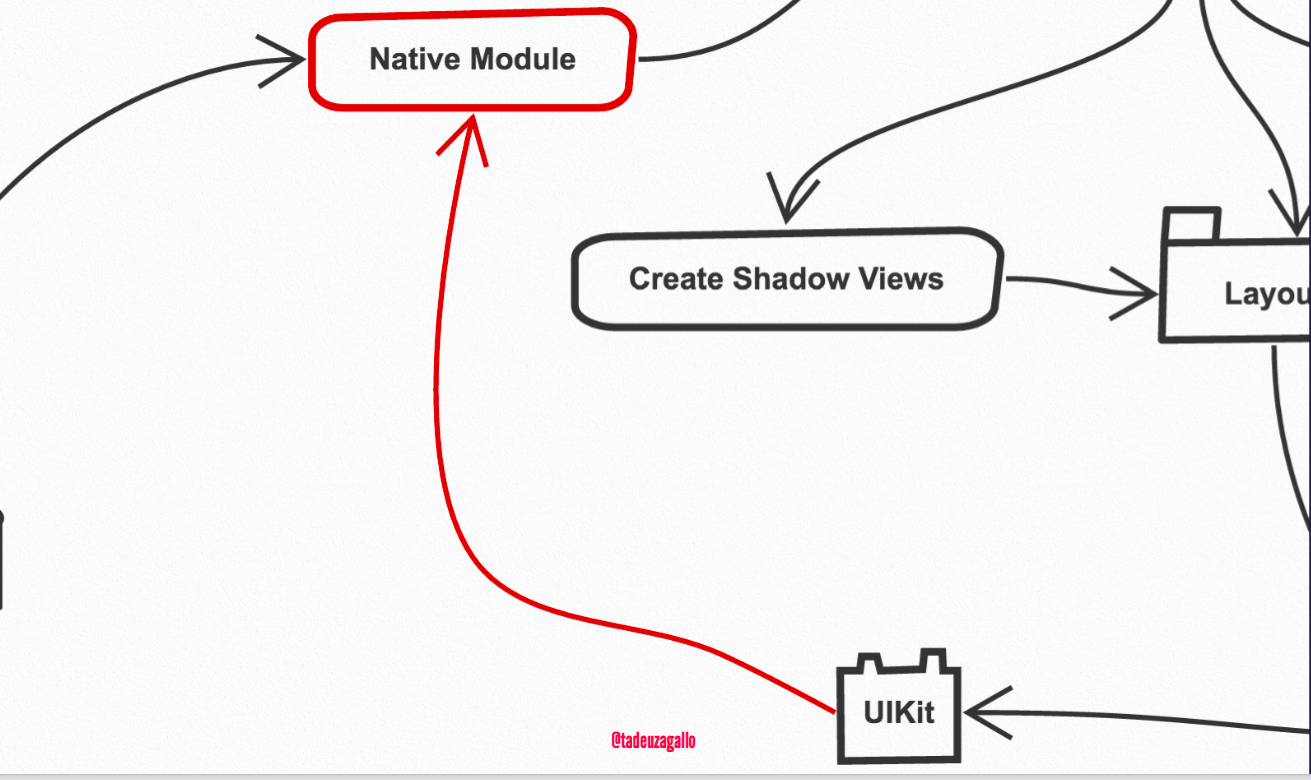 Native Module
Create Shadow Views
Layou
UIKit
@tadeuzagallo